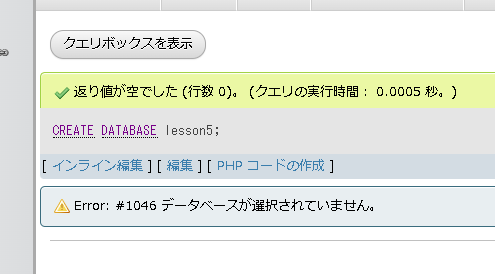 クエリボックスを表示
返り値が空でした (行数 0)。 (クエリの実行時間： 0.0005 秒。)
CREATE DATABASE lesson5;
[ インライン編集 ] [ 編集 ] [ PHP コードの作成 ]
Error: #1046 データベースが選択されていません。